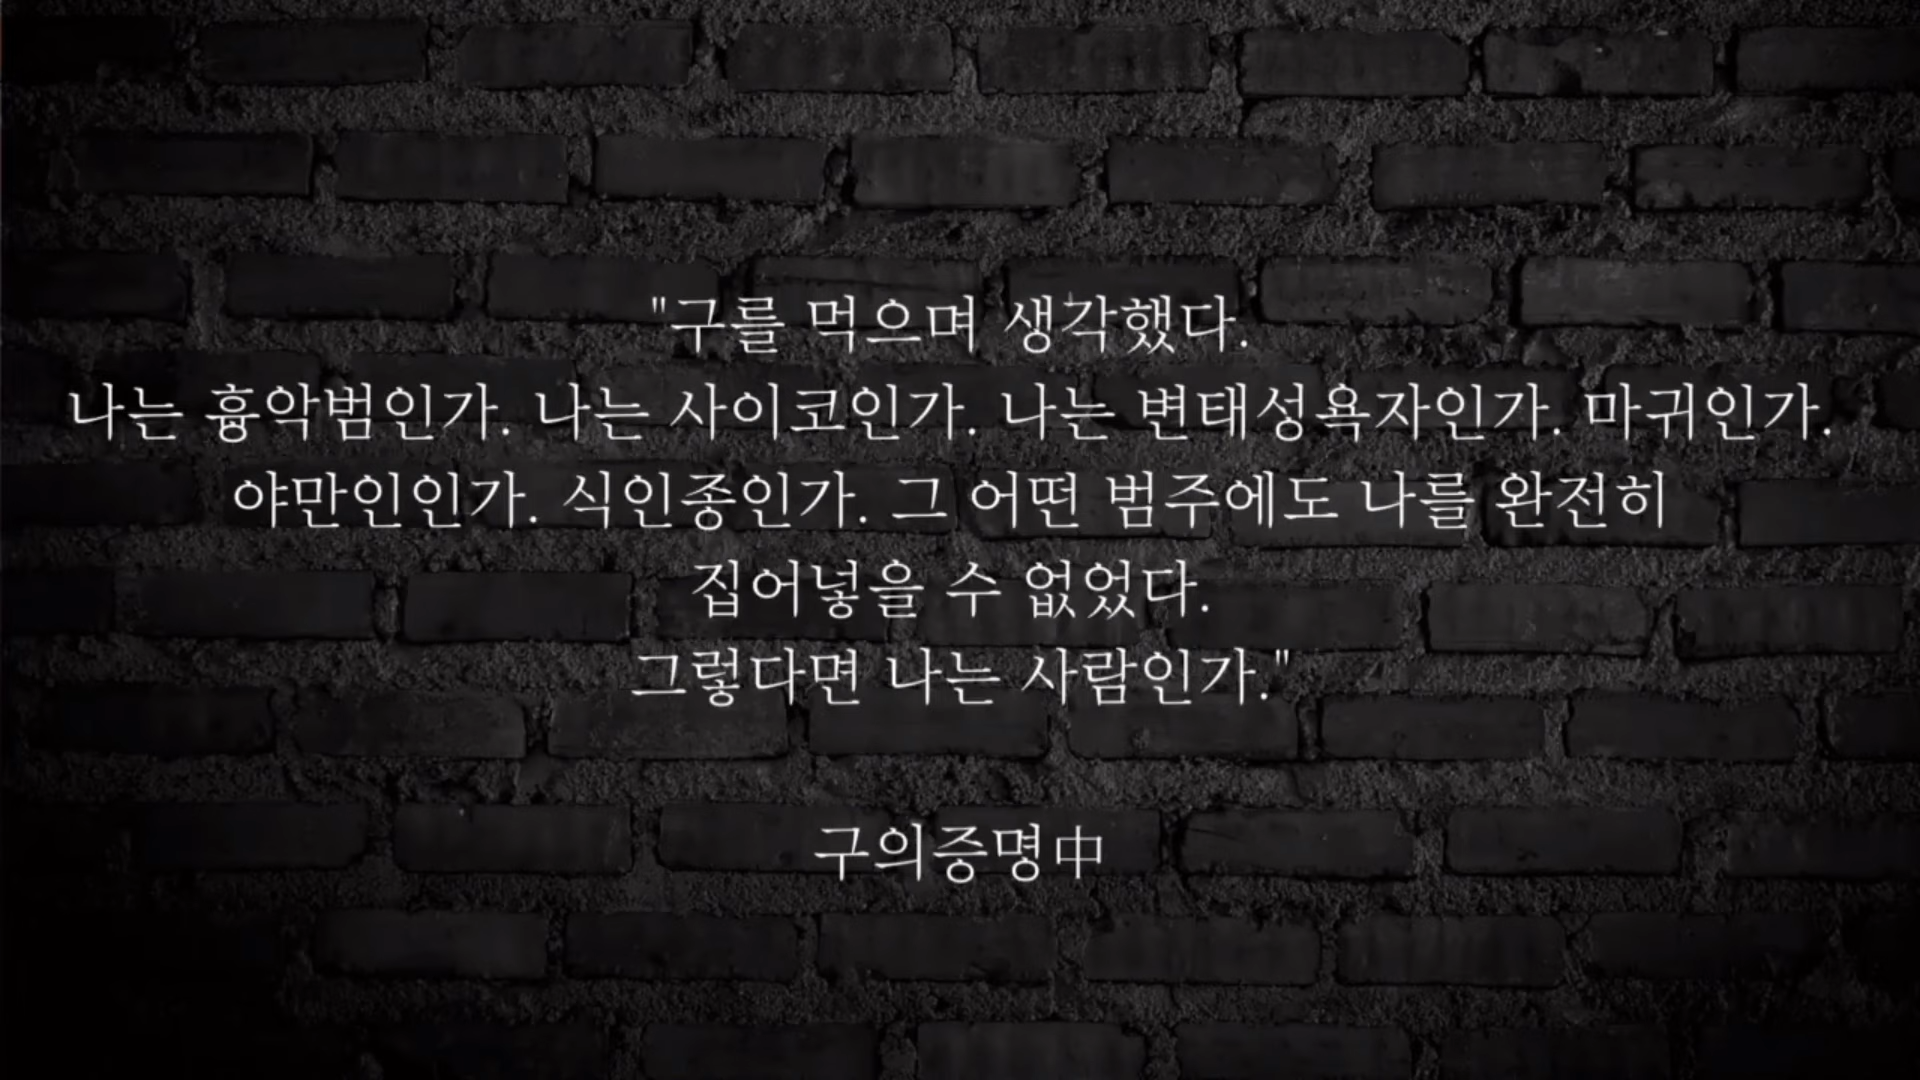 "구를 먹으며 생각했다.
나는 흉악범인가. 나는 사이코인가. 나는 변태성욕자인가. 마귀인가.
야만인인가. 식인종인가. 그 어떤 범주에도 나를 완전히
집어넣을 수 없었다.
그렇다면 나는 사람인가."
구의증명中